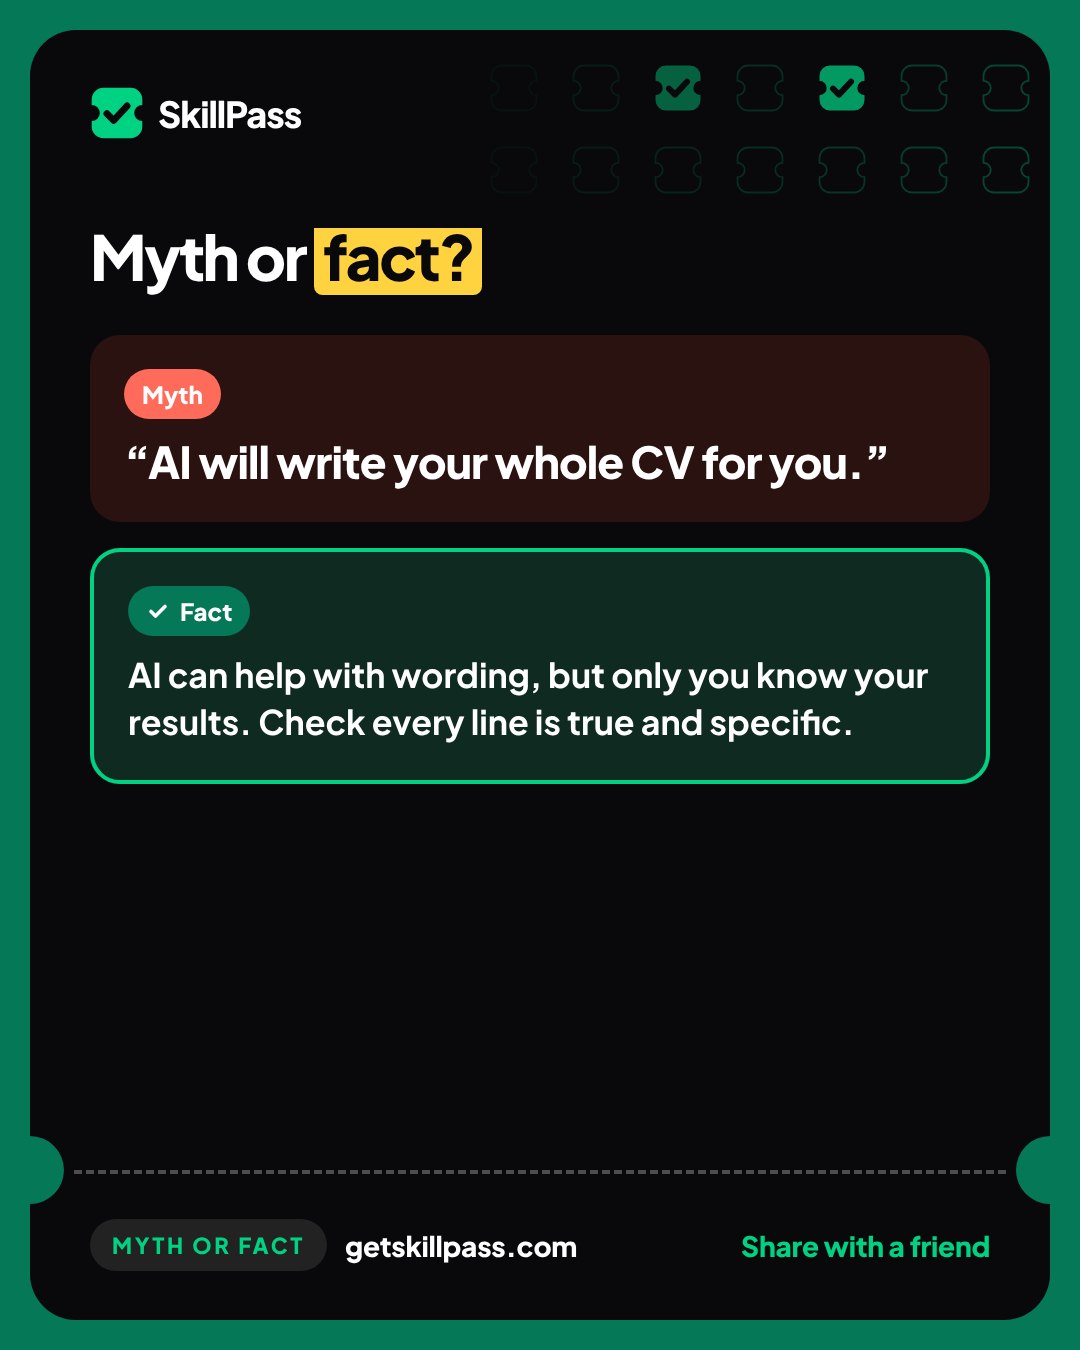 SkillPass
Myth or fact?
Myth
“AI will write your whole CV for you.”
Fact
AI can help with wording, but only you know your
results. Check every line is true and specific.
MYTH OR FACT
getskillpass.com
Share with a friend